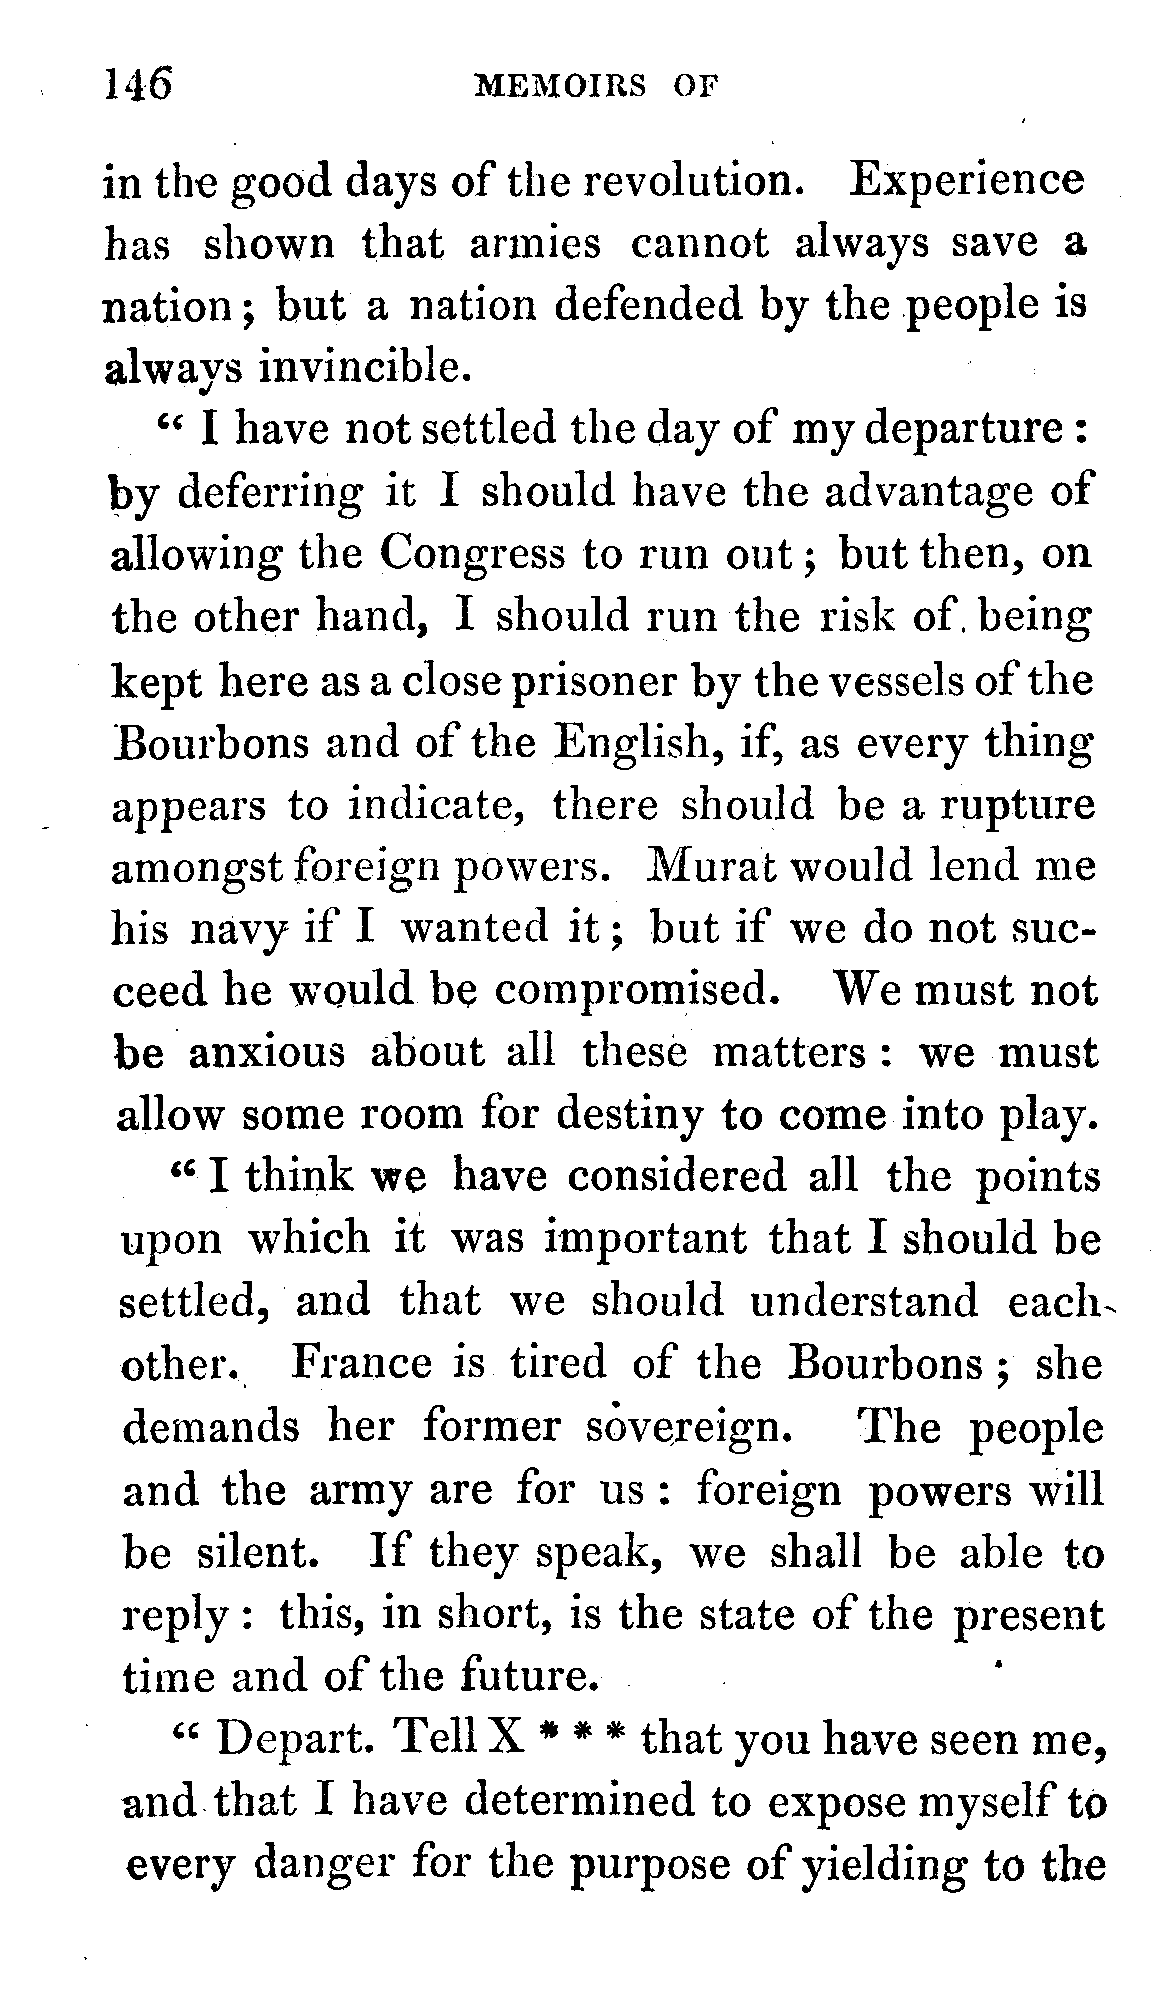 146 MEMOIRS OF
in the good days of the revolution. Experience
has shown that armies cannot always save a
nation; but a nation defended by the people is
always invincible.
“ I have not settled the day of my departure :
by deferring it I should have the advantage of
allowing the Congress to run out; but then, on
the other hand, I should run the risk of being
kept here as a close prisoner by the vessels of the
Bourbons and of the English, if, as every thing
appears to indicate, there should be a rupture
amongst foreign powers. Murat would lend me
his navy if I wanted it; but if we do not suc-
ceed he would be compromised. We must not
be anxious about all these matters : we must
allow some room for destiny to come into play.
“ I think we have considered all the points
upon which it was important that I should be
settled, and that we should understand each
other. France is tired of the Bourbons ; she
demands her former sovereign. The people
and the army are for us : foreign powers will
be silent. If they speak, we shall be able to
reply : this, in short, is the state of the present
time and of the future.
“ Depart. Tell X * * * that you have seen me,
and that I have determined to expose myself to
every danger for the purpose of yielding to the